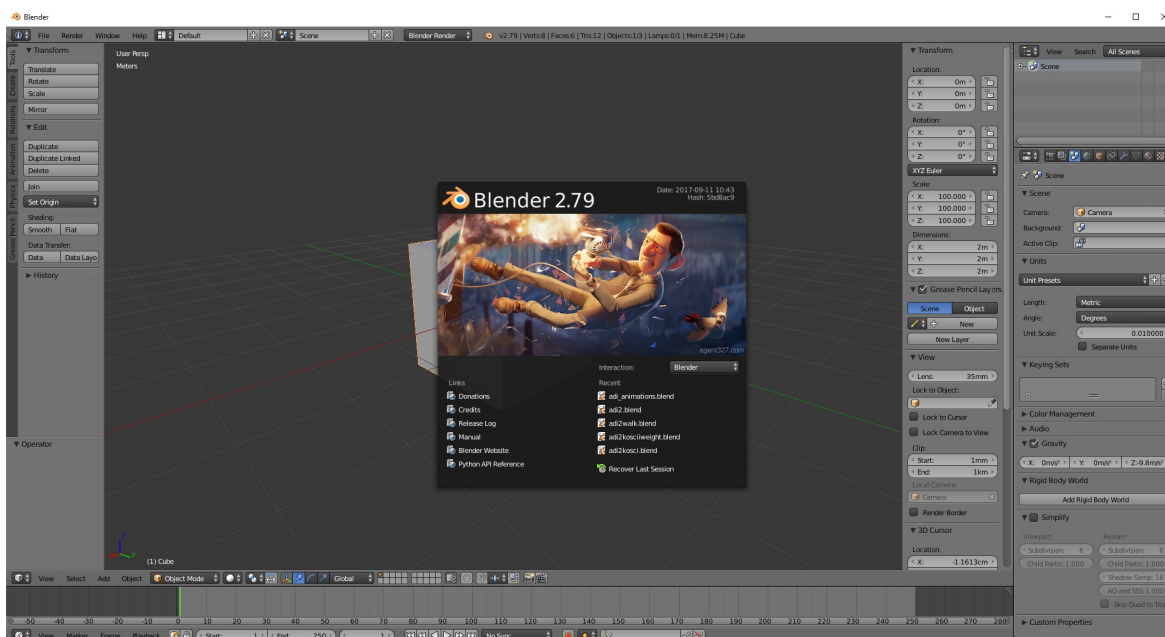 Blender
File Render Window Help Default Scene Blender Render v2.79 | Verts:8 | Faces:6 | Tris:12 | Objects:1/3 | Lamps:0/1 | Mem:8.25M | Cube
Tools
Create
Relations
Animation
Physics
Grease Pencil
Transform
Translate
Rotate
Scale
Mirror
Edit
Duplicate
Duplicate Linked
Delete
Join
Set Origin
Shading:
Smooth Flat
Data Transfer:
Data Data Layo
History
Operator
User Persp
Meters
(1) Cube
Blender 2.79
Date: 2017-09-11 10:43
Hash: 5bd8ac9
agent327.com
Interaction: Blender
Links
Donations
Credits
Release Log
Manual
Blender Website
Python API Reference
Recent
adi_animations.blend
adi2.blend
adi2walk.blend
adi2kosciiweight.blend
adi2kosci.blend
Recover Last Session
Transform
Location:
X: 0m
Y: 0m
Z: 0m
Rotation:
X: 0°
Y: 0°
Z: 0°
XYZ Euler
Scale:
X: 100.000
Y: 100.000
Z: 100.000
Dimensions:
X: 2m
Y: 2m
Z: 2m
Grease Pencil Layers
Scene Object
New
New Layer
View
Lens: 35mm
Lock to Object:
Lock to Cursor
Lock Camera to View
Clip:
Start: 1mm
End: 1km
Local Camera:
Camera
Render Border
3D Cursor
Location:
X: -1.1613cm
View Search All Scenes
Scene
Scene
Scene
Camera: Camera
Background:
Active Clip:
Units
Unit Presets
Length: Metric
Angle: Degrees
Unit Scale: 0.010000
Separate Units
Keying Sets
Color Management
Audio
Gravity
X: 0m/s² Y: 0m/s² Z:-9.8m/s²
Rigid Body World
Add Rigid Body World
Simplify
Viewport: Render:
Subdivision: 6 Subdivision: 6
Child Partic: 1.000 Child Partic: 1.000
Shadow Samp: 16
AO and SSS: 1.000
Skip Quad to Tria
Custom Properties
View Select Add Object Object Mode Global
-50 -40 -30 -20 -10 0 10 20 30 40 50 60 70 80 90 100 110 120 130 140 150 160 170 180 190 200 210 220 230 240 250 260 270 280
View Marker Frame Playback Start: 1 End: 250 1 No Sync